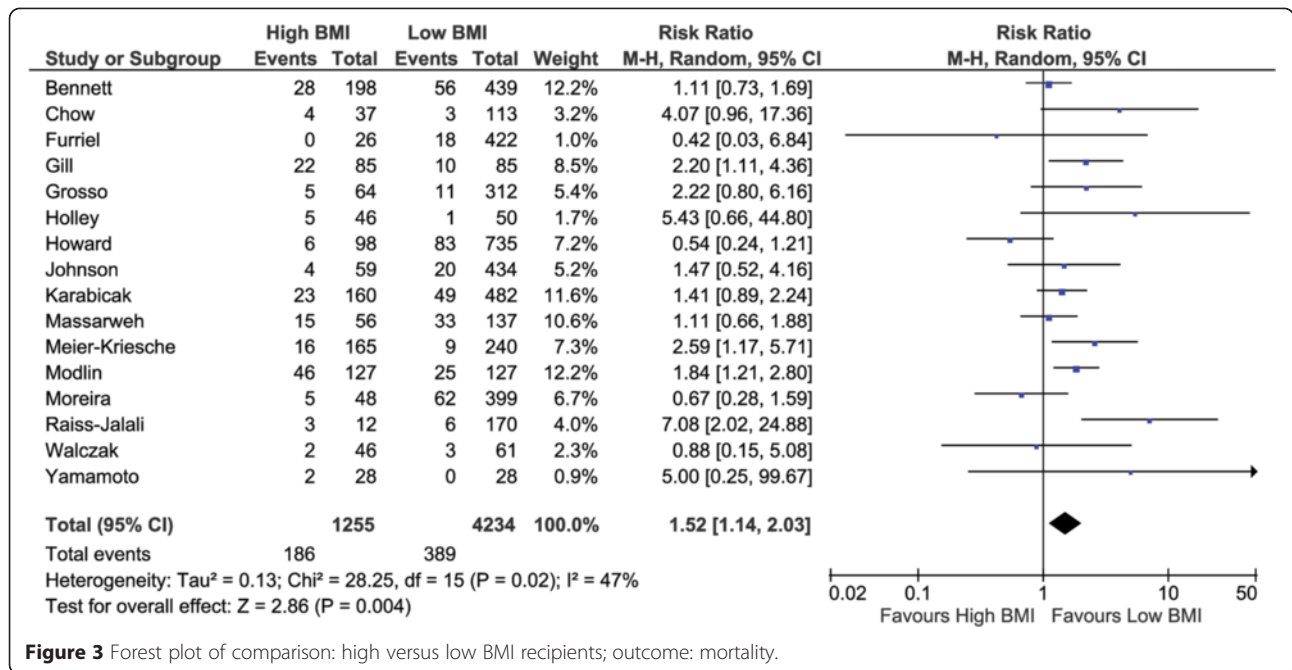 High BMI Low BMI Risk Ratio Risk Ratio
Study or Subgroup Events Total Events Total Weight M-H, Random, 95% CI M-H, Random, 95% CI
Bennett 28 198 56 439 12.2% 1.11 [0.73, 1.69]
Chow 4 37 3 113 3.2% 4.07 [0.96, 17.36]
Furriel 0 26 18 422 1.0% 0.42 [0.03, 6.84]
Gill 22 85 10 85 8.5% 2.20 [1.11, 4.36]
Grosso 5 64 11 312 5.4% 2.22 [0.80, 6.16]
Holley 5 46 1 50 1.7% 5.43 [0.66, 44.80]
Howard 6 98 83 735 7.2% 0.54 [0.24, 1.21]
Johnson 4 59 20 434 5.2% 1.47 [0.52, 4.16]
Karabicak 23 160 49 482 11.6% 1.41 [0.89, 2.24]
Massarweh 15 56 33 137 10.6% 1.11 [0.66, 1.88]
Meier-Kriesche 16 165 9 240 7.3% 2.59 [1.17, 5.71]
Modlin 46 127 25 127 12.2% 1.84 [1.21, 2.80]
Moreira 5 48 62 399 6.7% 0.67 [0.28, 1.59]
Raiss-Jalali 3 12 6 170 4.0% 7.08 [2.02, 24.88]
Walczak 2 46 3 61 2.3% 0.88 [0.15, 5.08]
Yamamoto 2 28 0 28 0.9% 5.00 [0.25, 99.67]
Total (95% CI) 1255 4234 100.0% 1.52 [1.14, 2.03]
Total events 186 389
Heterogeneity: Tau² = 0.13; Chi² = 28.25, df = 15 (P = 0.02); I² = 47%
Test for overall effect: Z = 2.86 (P = 0.004)
0.02 0.1 1 10 50
Favours High BMI Favours Low BMI
Figure 3 Forest plot of comparison: high versus low BMI recipients; outcome: mortality.